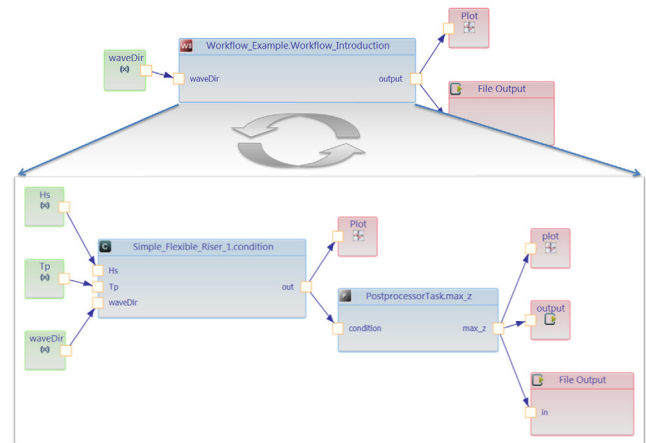 Plot
Ws Workflow_Example.Workflow_Introduction
waveDir
(x)
waveDir
output
File Output
Hs
(x)
C Simple_Flexible_Riser_1.condition
Plot
plot
Hs
Tp
(x)
Tp
out
waveDir
P PostprocessorTask.max_z
condition
max_z
output
waveDir
(x)
File Output
in